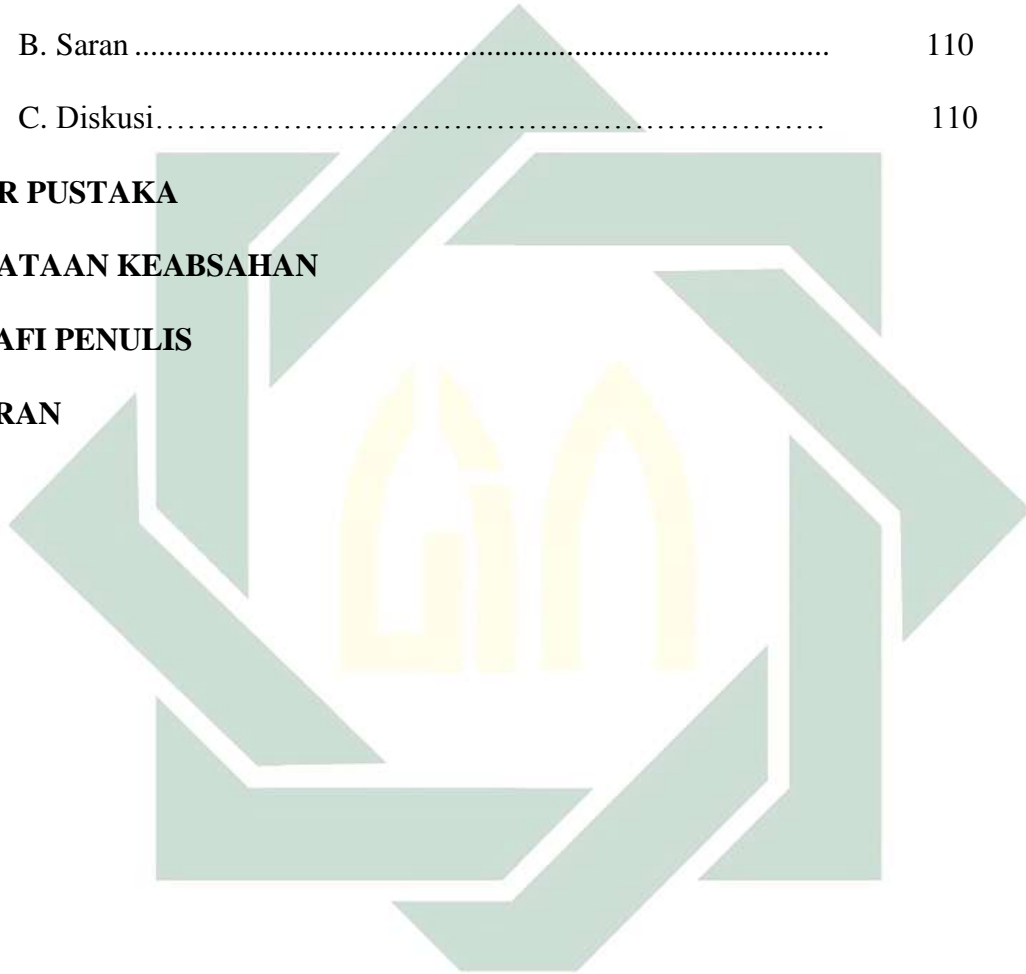 B. Saran ........................................................................................ 110
C. Diskusi…………………………………………………………… 110
R PUSTAKA
ATAAN KEABSAHAN
AFI PENULIS
RAN